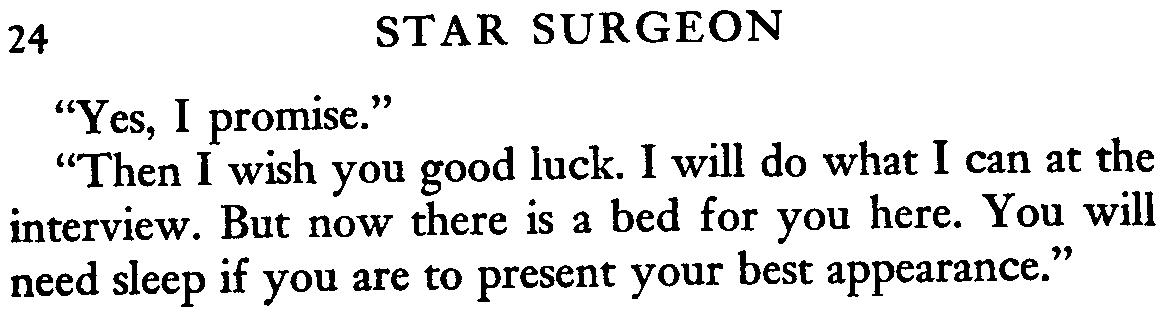 24 STAR SURGEON
“Yes, I promise.”
“Then I wish you good luck. I will do what I can at the
interview. But now there is a bed for you here. You will
need sleep if you are to present your best appearance.”